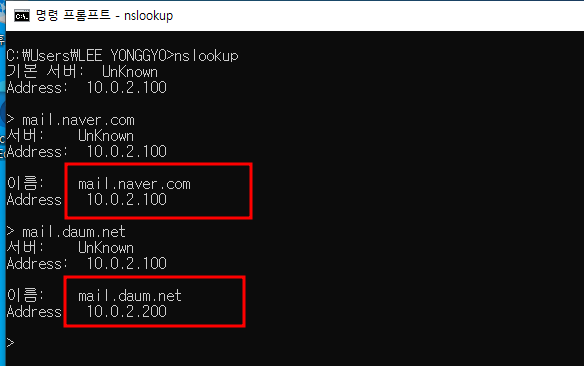 명령 프롬프트 - nslookup
C:\Users\LEE YONGGYO>nslookup
기본 서버:  UnKnown
Address:  10.0.2.100
> mail.naver.com
서버:    UnKnown
Address:  10.0.2.100
이름:    mail.naver.com
Address  10.0.2.100
> mail.daum.net
서버:    UnKnown
Address:  10.0.2.100
이름:    mail.daum.net
Address  10.0.2.200
>